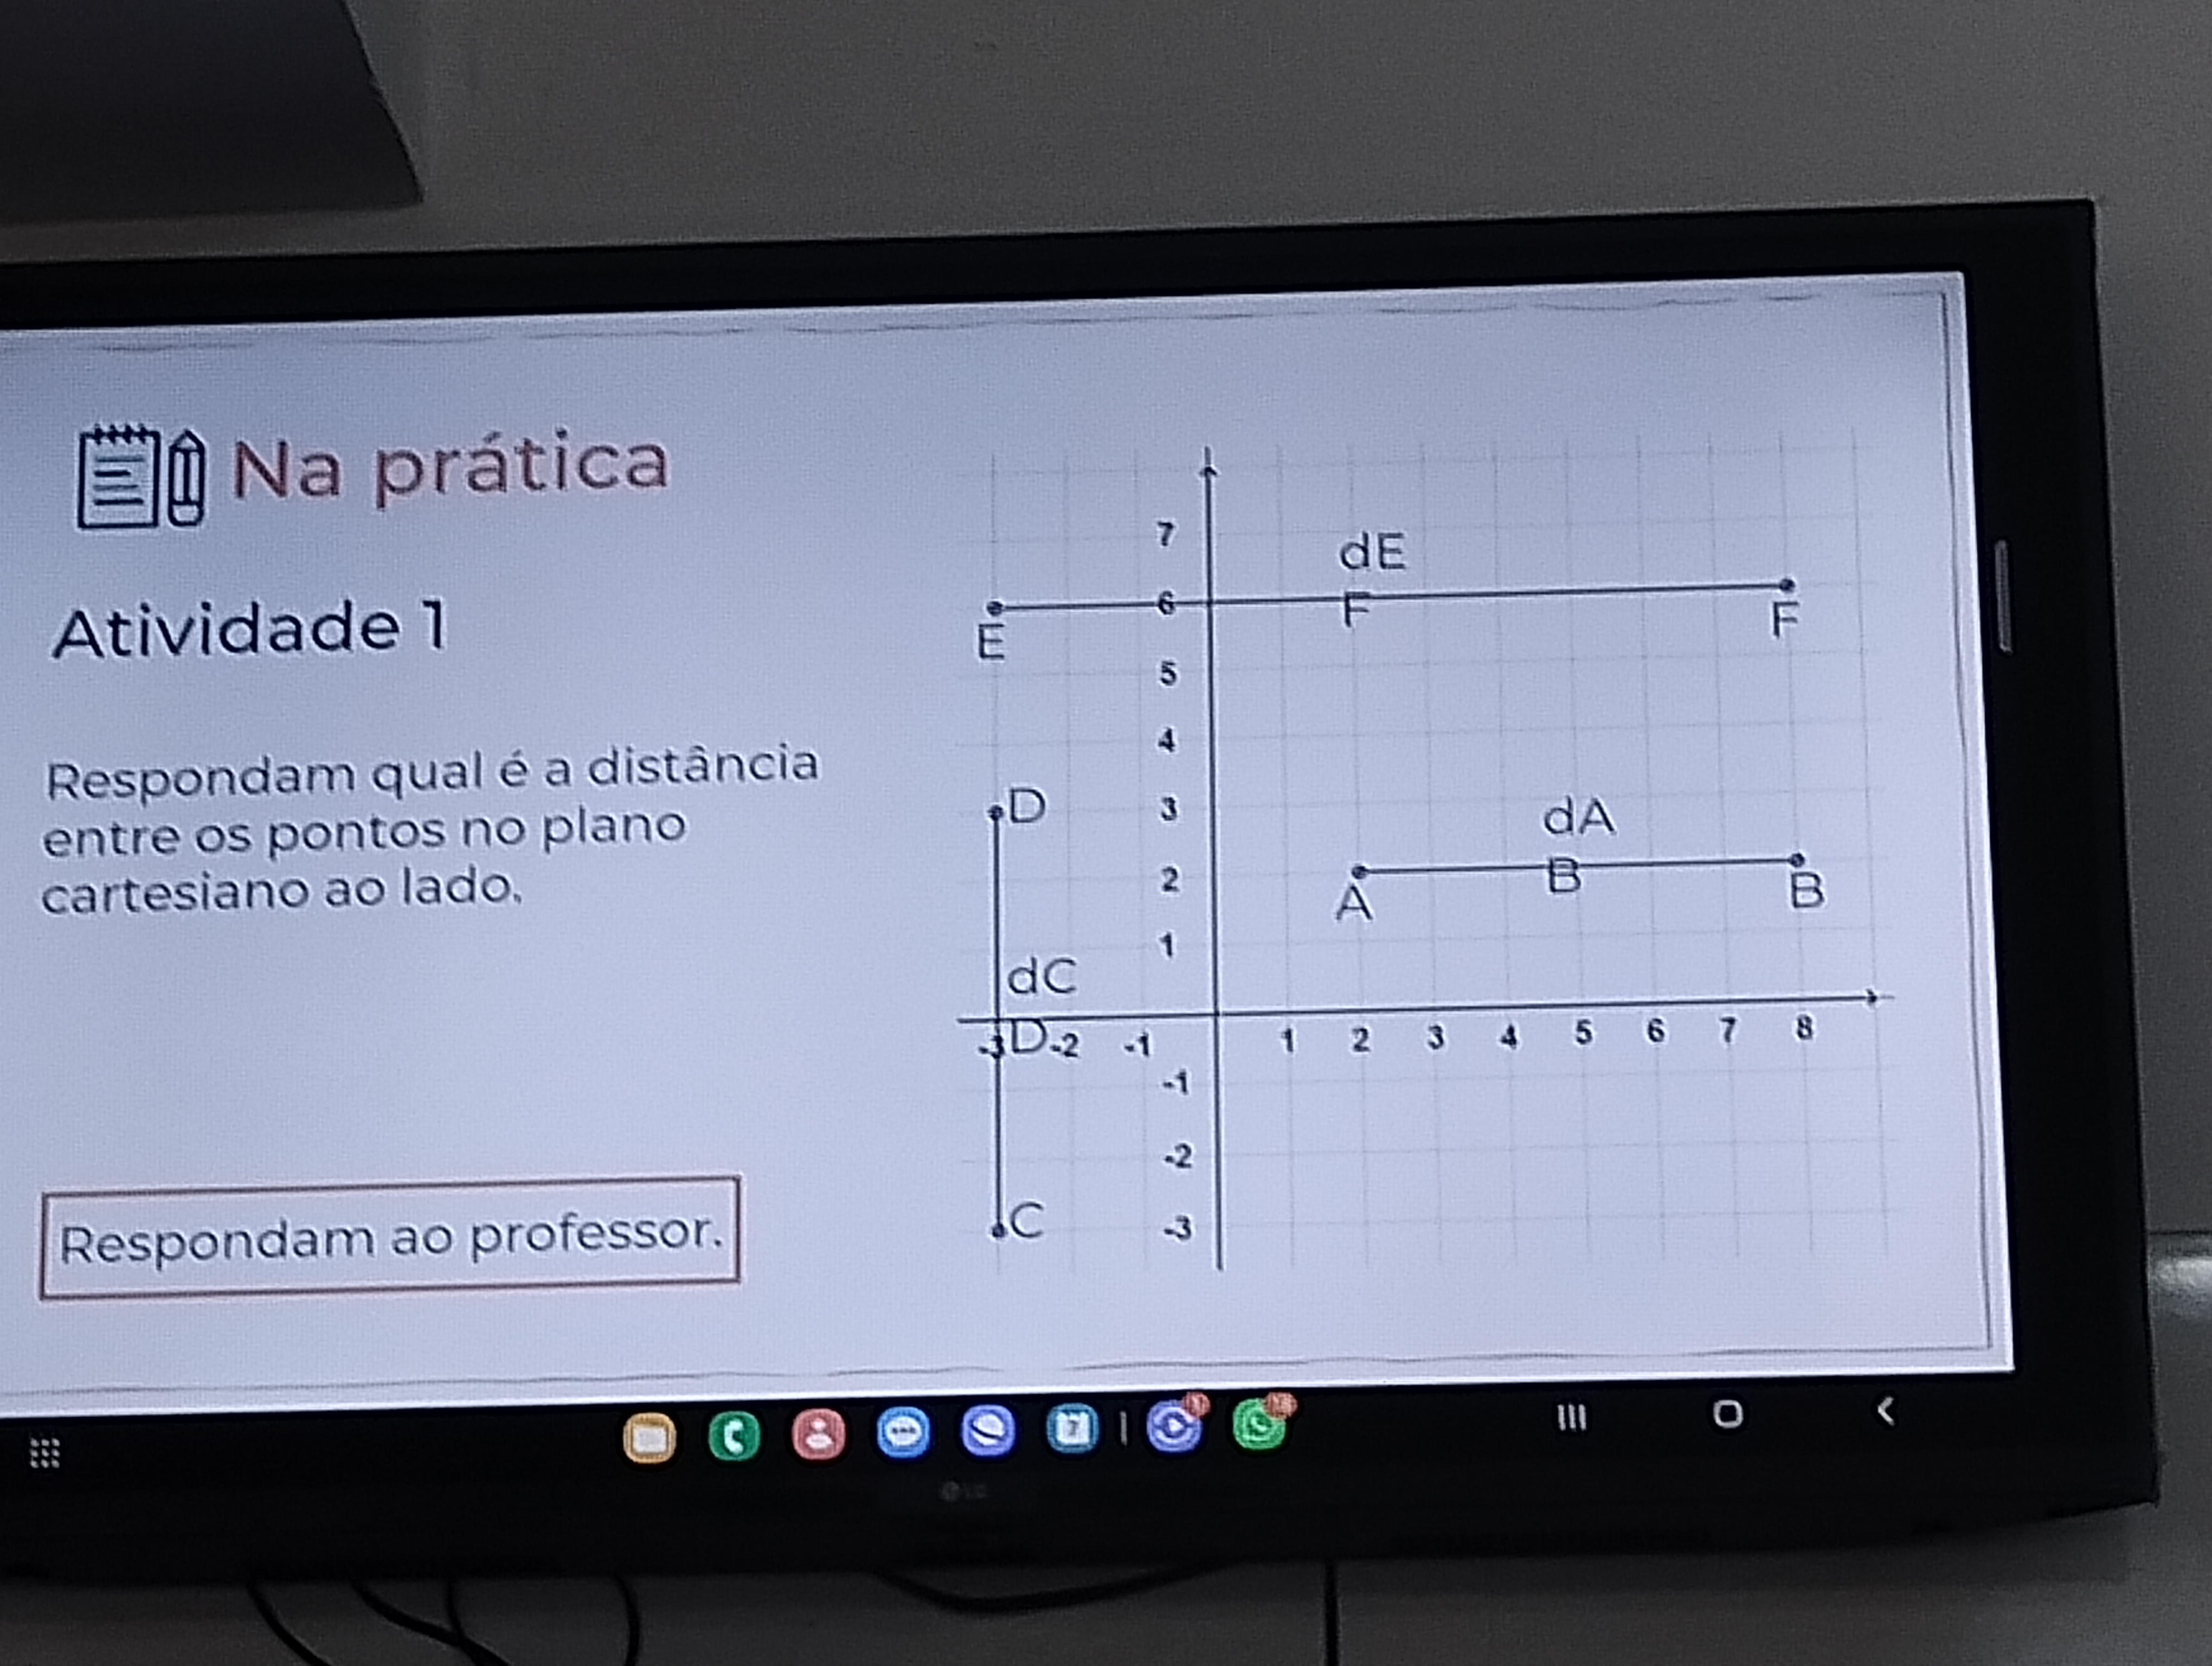 Na prática
Atividade 1
Respondam qual é a distância
entre os pontos no plano
cartesiano ao lado.
Respondam ao professor.
7
dE
6
F
E
F
5
4
D
3
dA
2
A
B
B
1
dC
-3
D
-2
-1
1
2
3
4
5
6
7
8
-1
-2
C
-3
7